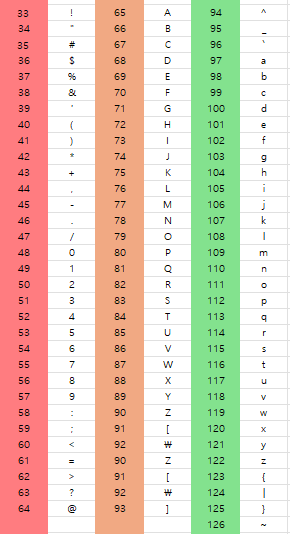 33 ! 65 A 94 ^
34 " 66 B 95 _
35 # 67 C 96 `
36 $ 68 D 97 a
37 % 69 E 98 b
38 & 70 F 99 c
39 ' 71 G 100 d
40 ( 72 H 101 e
41 ) 73 I 102 f
42 * 74 J 103 g
43 + 75 K 104 h
44 , 76 L 105 i
45 - 77 M 106 j
46 . 78 N 107 k
47 / 79 O 108 l
48 0 80 P 109 m
49 1 81 Q 110 n
50 2 82 R 111 o
51 3 83 S 112 p
52 4 84 T 113 q
53 5 85 U 114 r
54 6 86 V 115 s
55 7 87 W 116 t
56 8 88 X 117 u
57 9 89 Y 118 v
58 : 90 Z 119 w
59 ; 91 [ 120 x
60 < 92 ₩ 121 y
61 = 90 Z 122 z
62 > 91 [ 123 {
63 ? 92 ₩ 124 |
64 @ 93 ] 125 }
126 ~